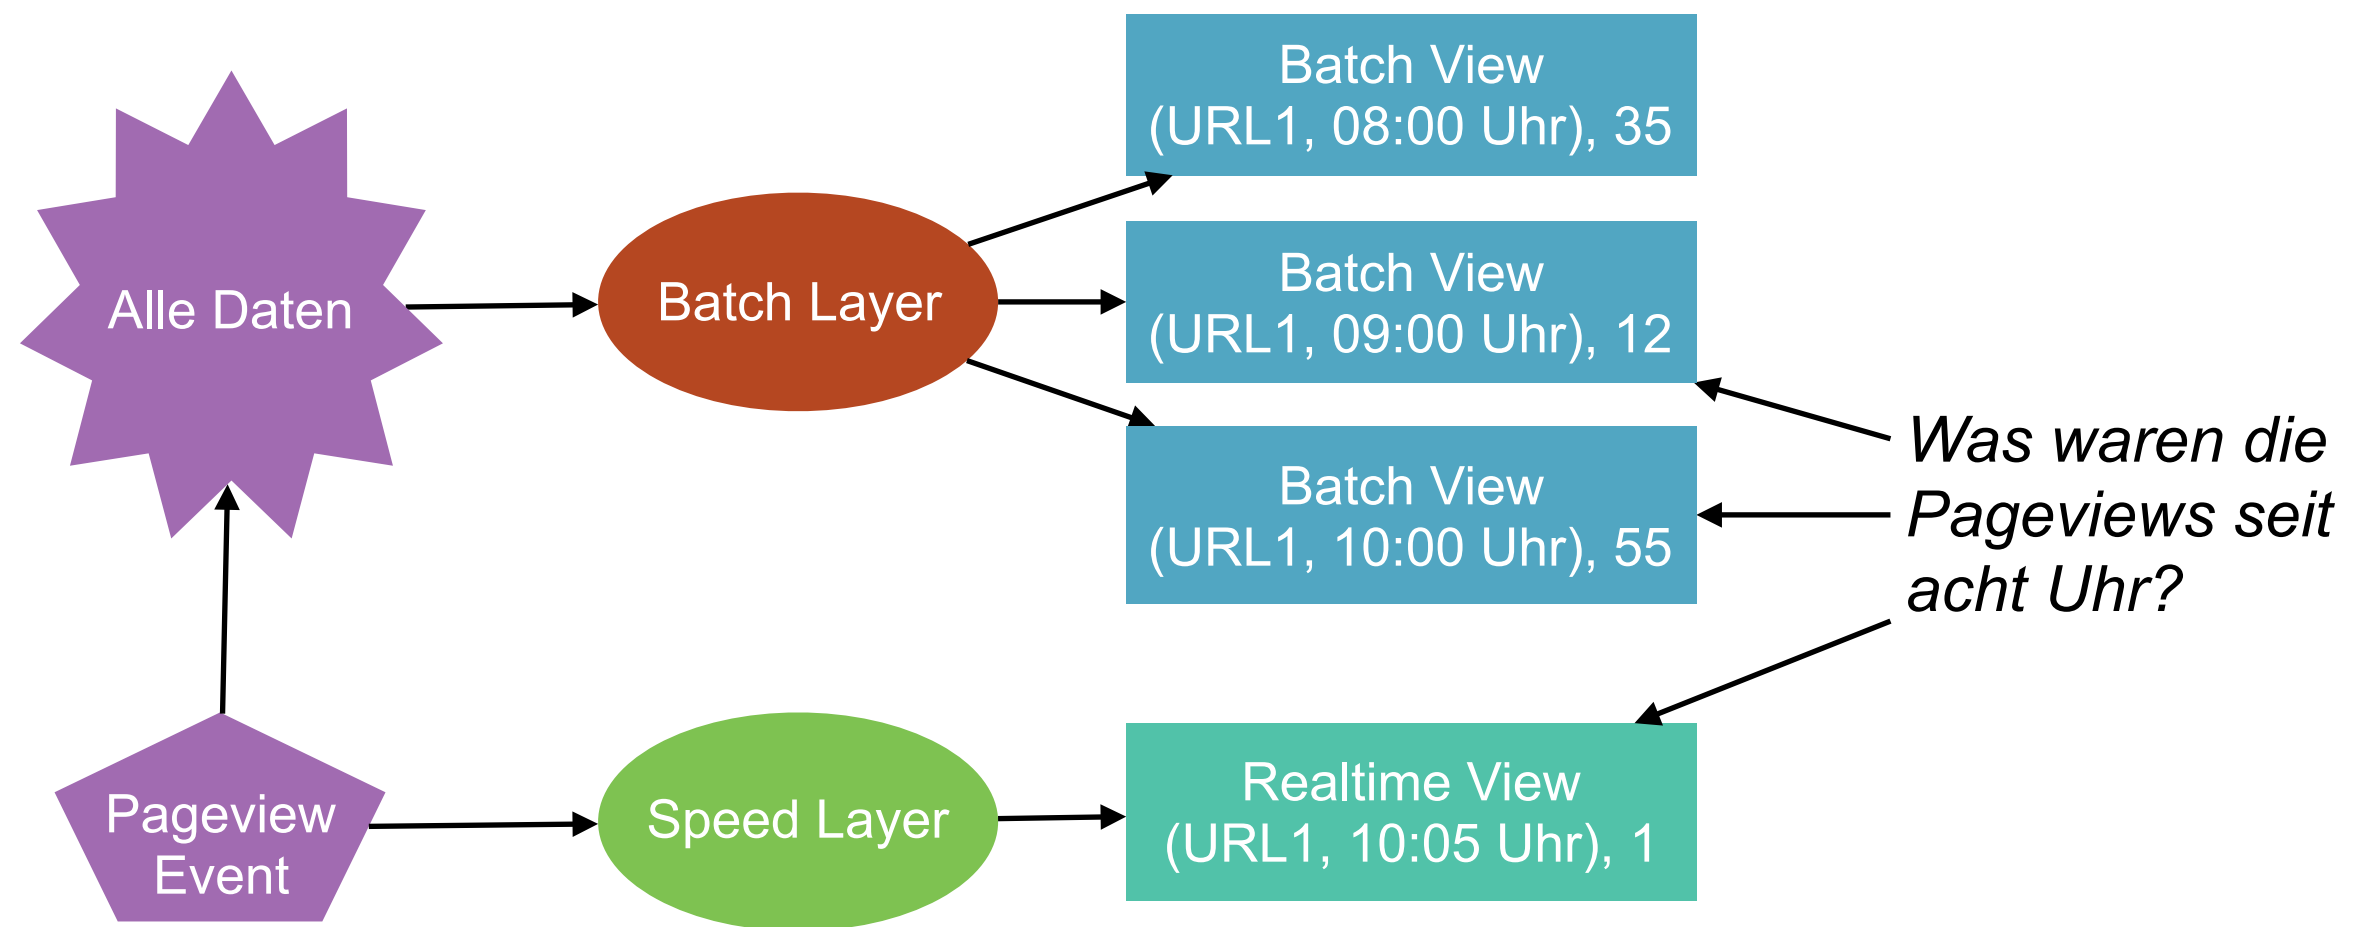 Alle Daten
Pageview
Event
Batch Layer
Speed Layer
Batch View
(URL1, 08:00 Uhr), 35
Batch View
(URL1, 09:00 Uhr), 12
Batch View
(URL1, 10:00 Uhr), 55
Realtime View
(URL1, 10:05 Uhr), 1
Was waren die
Pageviews seit
acht Uhr?